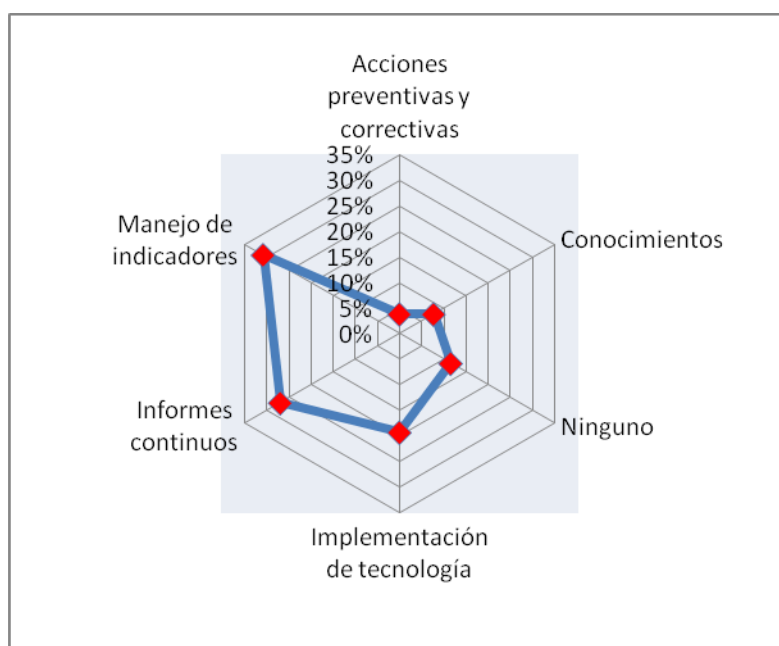 Acciones
preventivas y
correctivas
35%
30%
25%
20%
15%
10%
5%
0%
Manejo de
indicadores
Conocimientos
Informes
continuos
Ninguno
Implementación
de tecnología